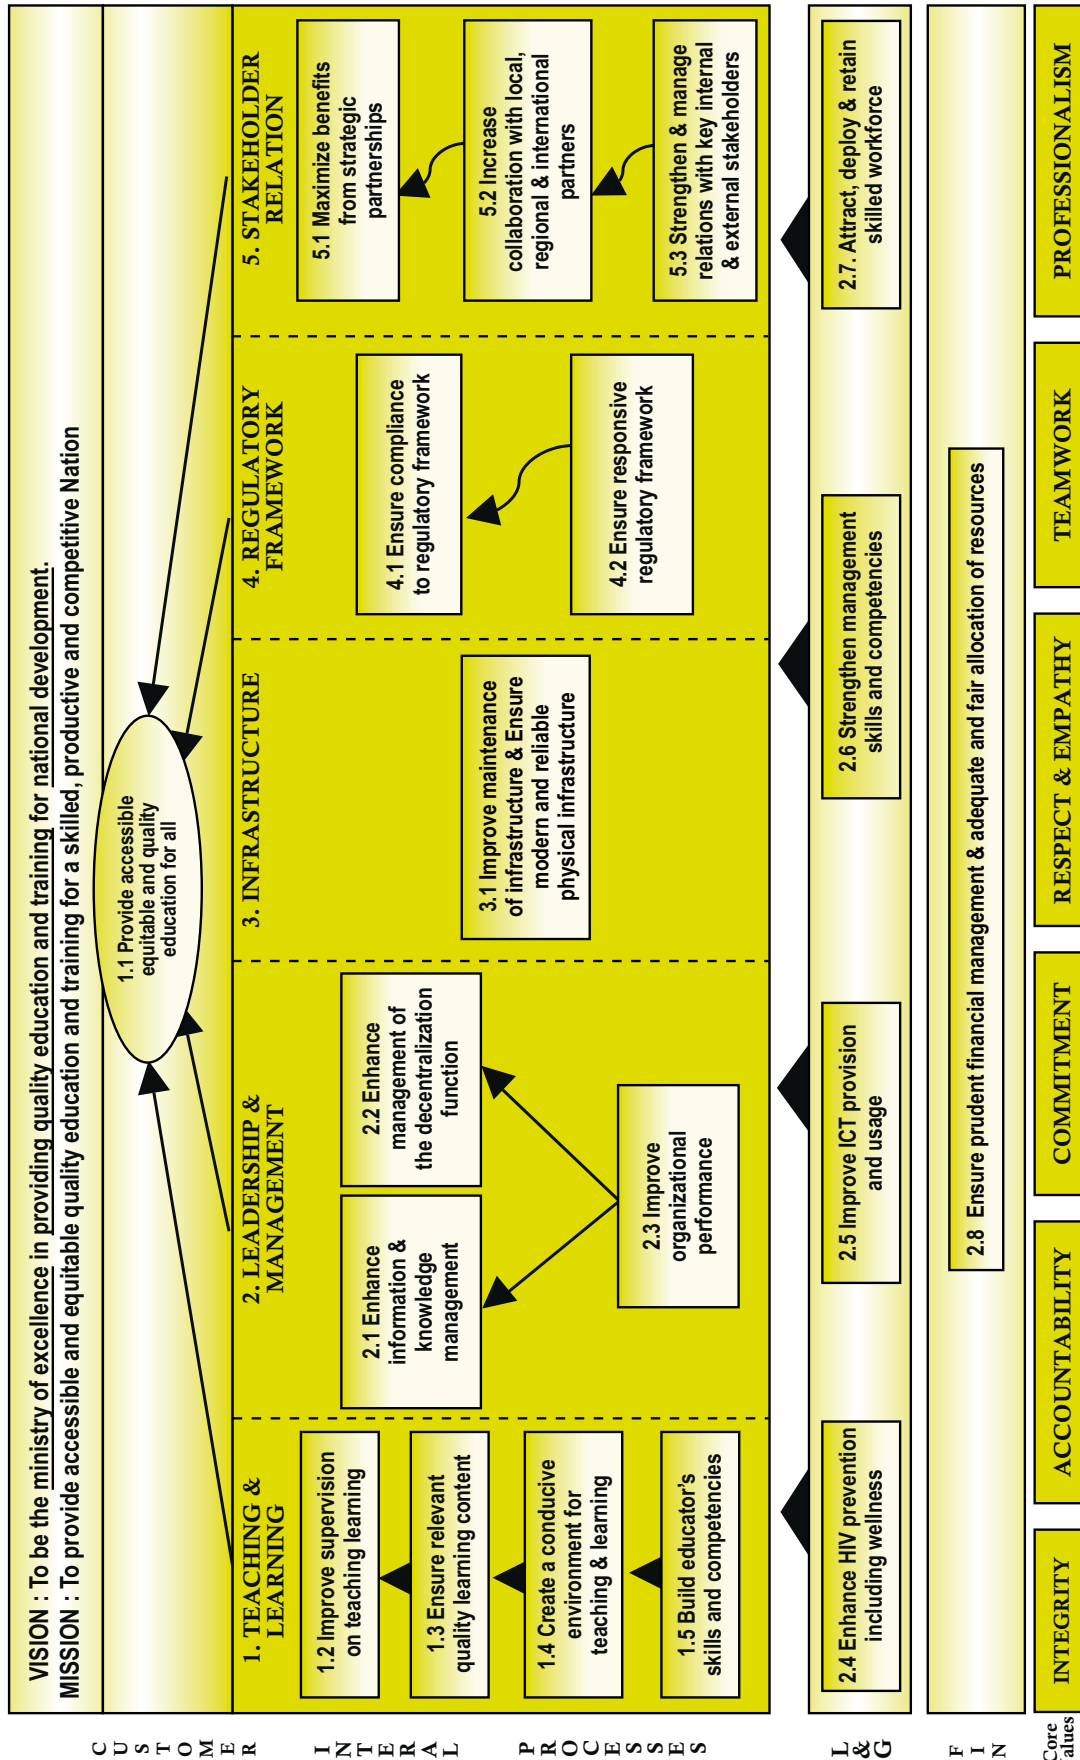 VISION : To be the ministry of excellence in providing quality education and training for national development.
MISSION : To provide accessible and equitable quality education and training for a skilled, productive and competitive Nation
CUSTOMER
1.1 Provide accessible
equitable and quality
education for all
INTERAL PROCESSES
1. TEACHING &
LEARNING
1.2 Improve supervision
on teaching learning
1.3 Ensure relevant
quality learning content
1.4 Create a conducive
environment for
teaching & learning
1.5 Build educator's
skills and competencies
2. LEADERSHIP &
MANAGEMENT
2.1 Enhance
information &
knowledge
management
2.2 Enhance
management of
the decentralization
function
2.3 Improve
organizational
performance
3. INFRASTRUCTURE
3.1 Improve maintenance
of infrastructure & Ensure
modern and reliable
physical infrastructure
4. REGULATORY
FRAMEWORK
4.1 Ensure compliance
to regulatory framework
4.2 Ensure responsive
regulatory framework
5. STAKEHOLDER
RELATION
5.1 Maximize benefits
from strategic
partnerships
5.2 Increase
collaboration with local,
regional & international
partners
5.3 Strengthen & manage
relations with key internal
& external stakeholders
L&G
2.4 Enhance HIV prevention
including wellness
2.5 Improve ICT provision
and usage
2.6 Strengthen management
skills and competencies
2.7. Attract, deploy & retain
skilled workforce
FIN
2.8 Ensure prudent financial management & adequate and fair allocation of resources
Core
alues
INTEGRITY
ACCOUNTABILITY
COMMITMENT
RESPECT & EMPATHY
TEAMWORK
PROFESSIONALISM